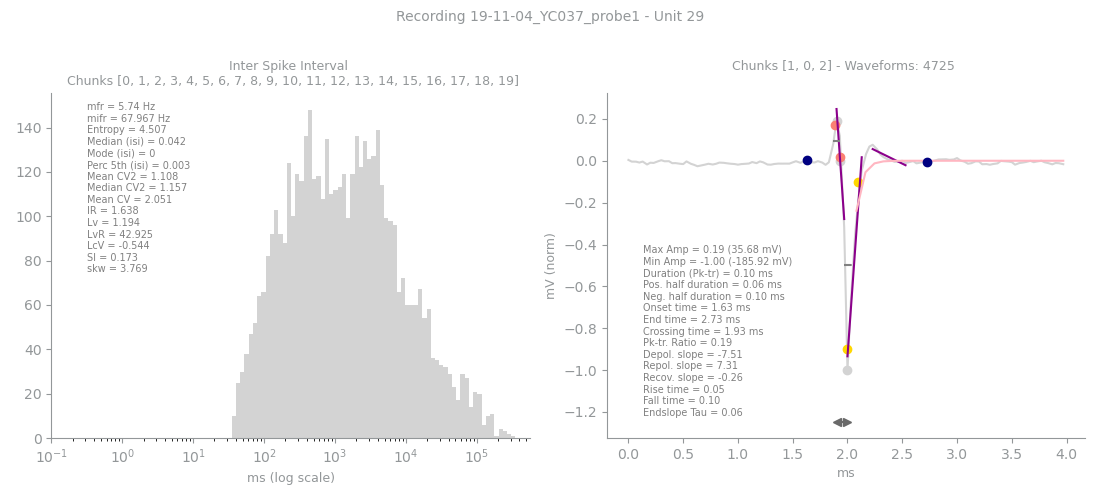 Recording 19-11-04_YC037_probe1 - Unit 29
Inter Spike Interval
Chunks [0, 1, 2, 3, 4, 5, 6, 7, 8, 9, 10, 11, 12, 13, 14, 15, 16, 17, 18, 19]
mfr = 5.74 Hz
mifr = 67.967 Hz
Entropy = 4.507
Median (isi) = 0.042
Mode (isi) = 0
Perc 5th (isi) = 0.003
Mean CV2 = 1.108
Median CV2 = 1.157
Mean CV = 2.051
IR = 1.638
Lv = 1.194
LvR = 42.925
LcV = -0.544
SI = 0.173
skw = 3.769
140
120
100
80
60
40
20
0
10⁻¹ 10⁰ 10¹ 10² 10³ 10⁴ 10⁵
ms (log scale)
Chunks [1, 0, 2] - Waveforms: 4725
mV (norm)
0.2
0.0
−0.2
−0.4
−0.6
−0.8
−1.0
−1.2
Max Amp = 0.19 (35.68 mV)
Min Amp = -1.00 (-185.92 mV)
Duration (Pk-tr) = 0.10 ms
Pos. half duration = 0.06 ms
Neg. half duration = 0.10 ms
Onset time = 1.63 ms
End time = 2.73 ms
Crossing time = 1.93 ms
Pk-tr. Ratio = 0.19
Depol. slope = -7.51
Repol. slope = 7.31
Recov. slope = -0.26
Rise time = 0.05
Fall time = 0.10
Endslope Tau = 0.06
0.0 0.5 1.0 1.5 2.0 2.5 3.0 3.5 4.0
ms